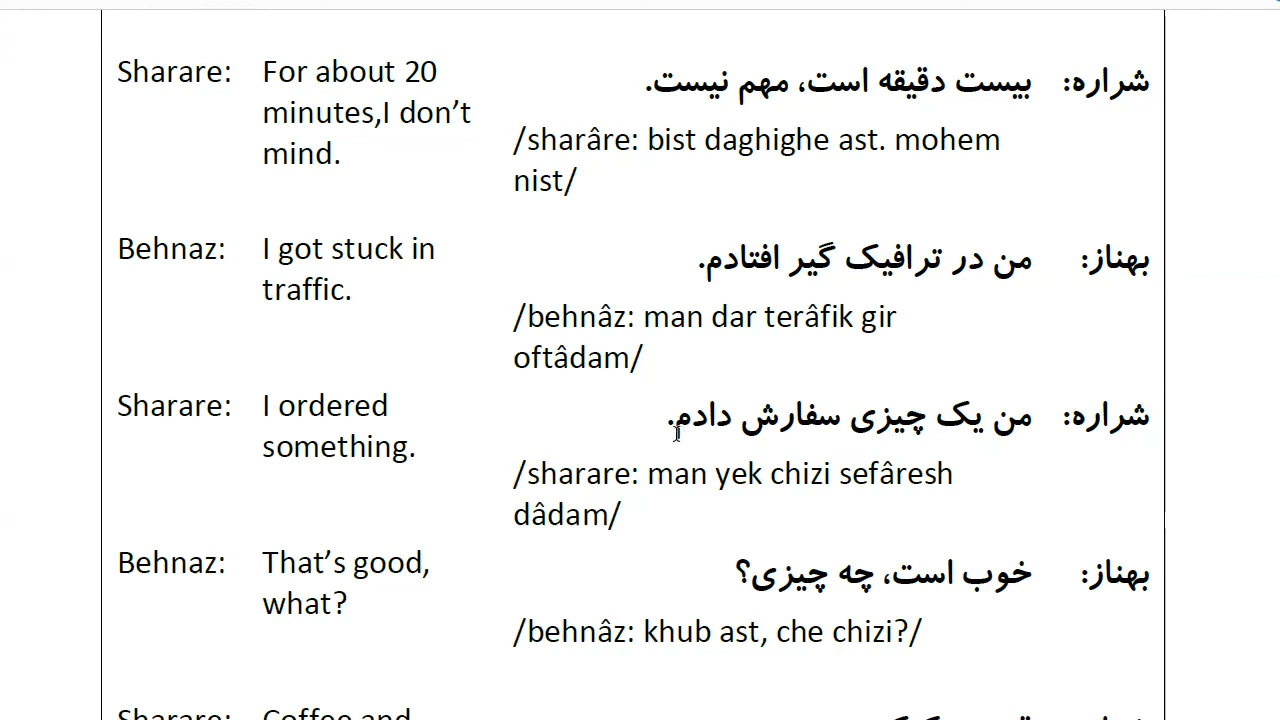 Sharare: For about 20 شراره: بیست دقیقه است، مهم نیست.
minutes,I don’t /sharâre: bist daghighe ast. mohem
mind. nist/
Behnaz: I got stuck in بهناز: من در ترافیک گیر افتادم.
traffic. /behnâz: man dar terâfik gir
oftâdam/
Sharare: I ordered شراره: من یک چیزی سفارش دادم.
something. /sharare: man yek chizi sefâresh
dâdam/
Behnaz: That’s good, بهناز: خوب است، چه چیزی؟
what? /behnâz: khub ast, che chizi?/
Sharare: Coffee and